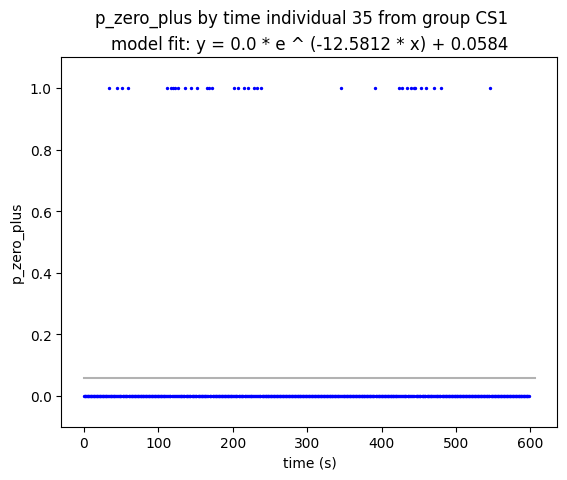 p_zero_plus by time individual 35 from group CS1
model fit: y = 0.0 * e ^ (-12.5812 * x) + 0.0584
1.0
0.8
0.6
0.4
0.2
0.0
p_zero_plus
0 100 200 300 400 500 600
time (s)